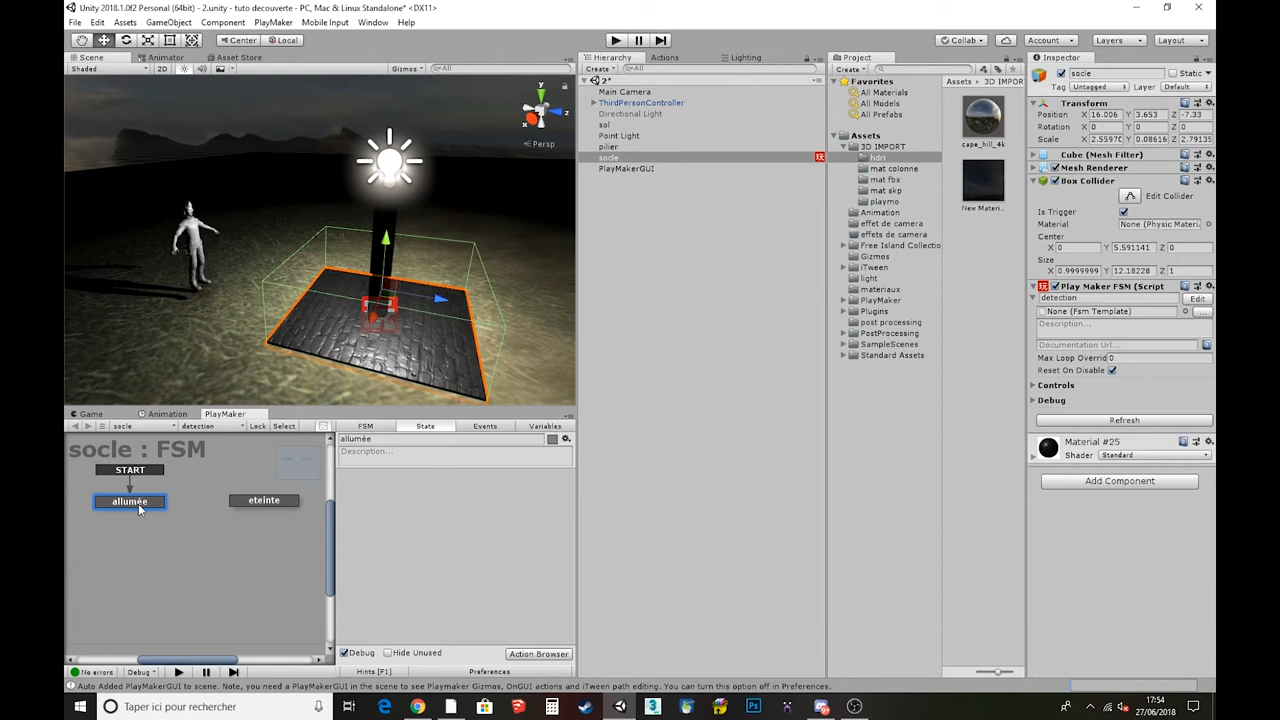 Unity 2018.1.0f2 Personal (64bit) - 2.unity - tuto decouverte - PC, Mac & Linux Standalone* <DX11>
File Edit Assets GameObject Component PlayMaker Mobile Input Window Help
Center Local Collab Account Layers Layout
Scene Animator Asset Store
Shaded 2D Gizmos All
y x z
Persp
Hierarchy Actions Lighting
Create All
2*
Main Camera
ThirdPersonController
Directional Light
sol
Point Light
pilier
socle
PlayMakerGUI
Project
Create
Favorites
All Materials
All Models
All Prefabs
Assets
3D IMPORT
hdri
mat colonne
mat fbx
mat skp
playmo
Animation
effet de camera
effets de camera
Free Island Collectio
Gizmos
iTween
light
materiaux
PlayMaker
Plugins
post processing
PostProcessing
SampleScenes
Standard Assets
Assets 3D IMPOR
cape_hill_4k
New Materi...
Inspector
socle Static
Tag Untagged Layer Default
Transform
Position X 16.006 Y 3.653 Z -7.33
Rotation X 0 Y 0 Z 0
Scale X 2.5597 Y 0.08616 Z 2.79135
Cube (Mesh Filter)
Mesh Renderer
Box Collider
Edit Collider
Is Trigger
Material None (Physic Materi
Center
X 0 Y 5.591141 Z 0
Size
X 0.9999999 Y 12.18228 Z 1
Play Maker FSM (Script
detection Edit
None (Fsm Template) ...
Description...
Documentation Url...
Max Loop Overrid 0
Reset On Disable
Controls
Debug
Refresh
Material #25
Shader Standard
Add Component
Game Animation PlayMaker
socle detection Lock Select
FSM State Events Variables
socle : FSM
START
allumée
eteinte
allumée
Description...
Debug Hide Unused Action Browser
No errors Debug Hints [F1] Preferences
Auto Added PlayMakerGUI to scene. Note, you need a PlayMakerGUI in the scene to see Playmaker Gizmos, OnGUI actions and iTween path editing. You can turn this option off in Preferences.
Taper ici pour rechercher
17:54
27/06/2018